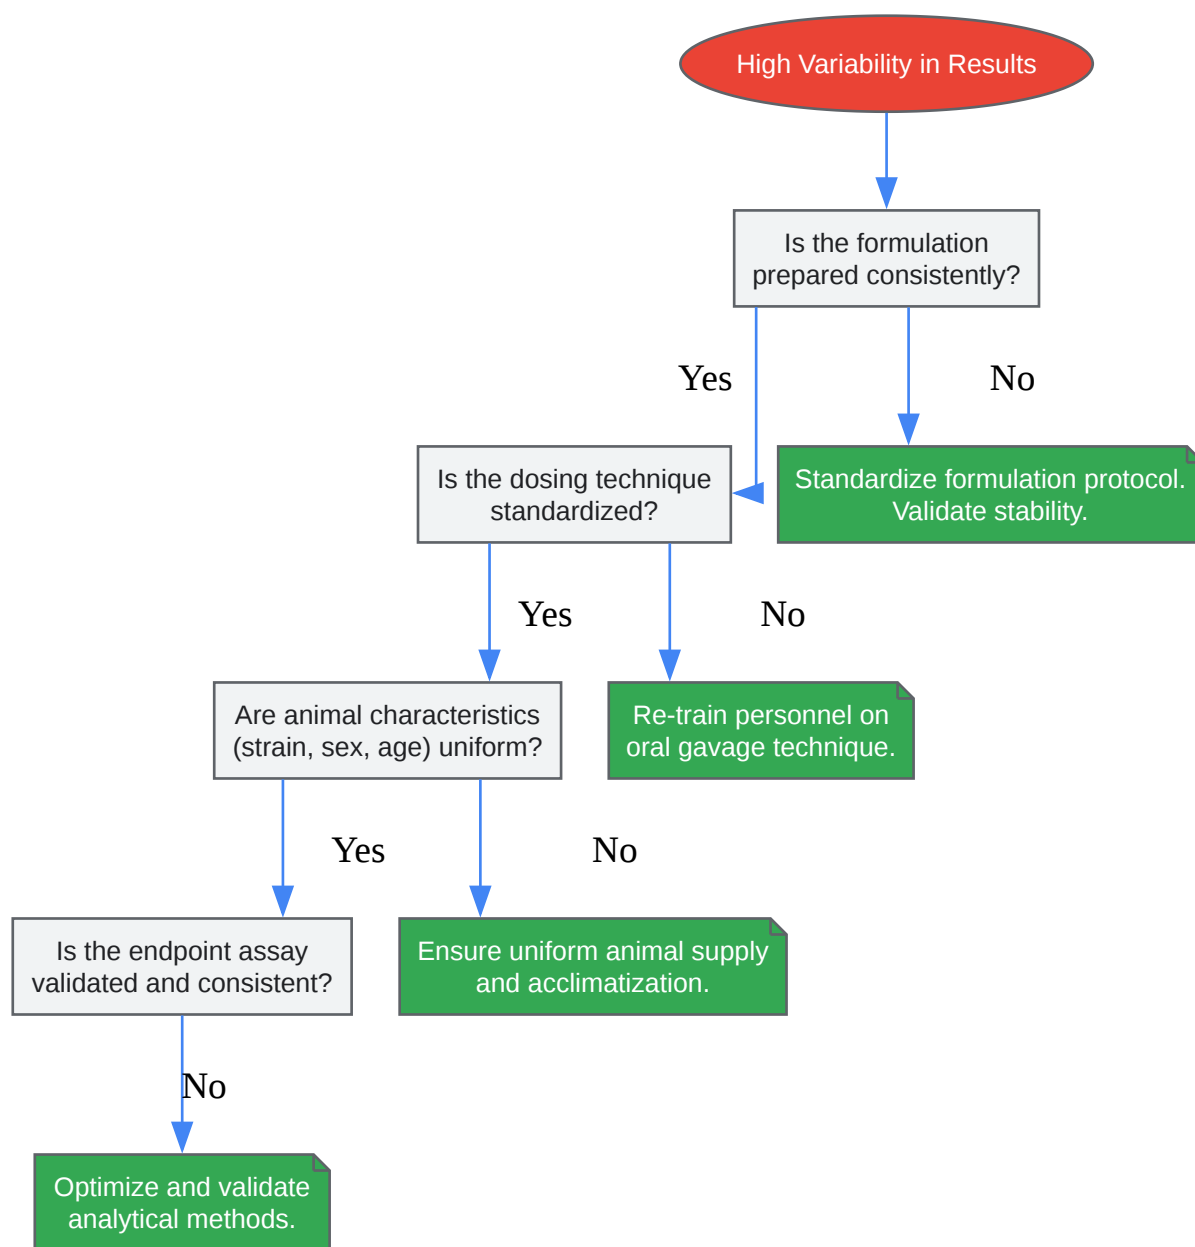 High Variability in Results
Is the formulation
prepared consistently?
Yes
No
Is the dosing technique
standardized?
Standardize formulation protocol.
Validate stability.
Yes
No
Are animal characteristics
(strain, sex, age) uniform?
Re-train personnel on
oral gavage technique.
Yes
No
Is the endpoint assay
validated and consistent?
Ensure uniform animal supply
and acclimatization.
No
Optimize and validate
analytical methods.